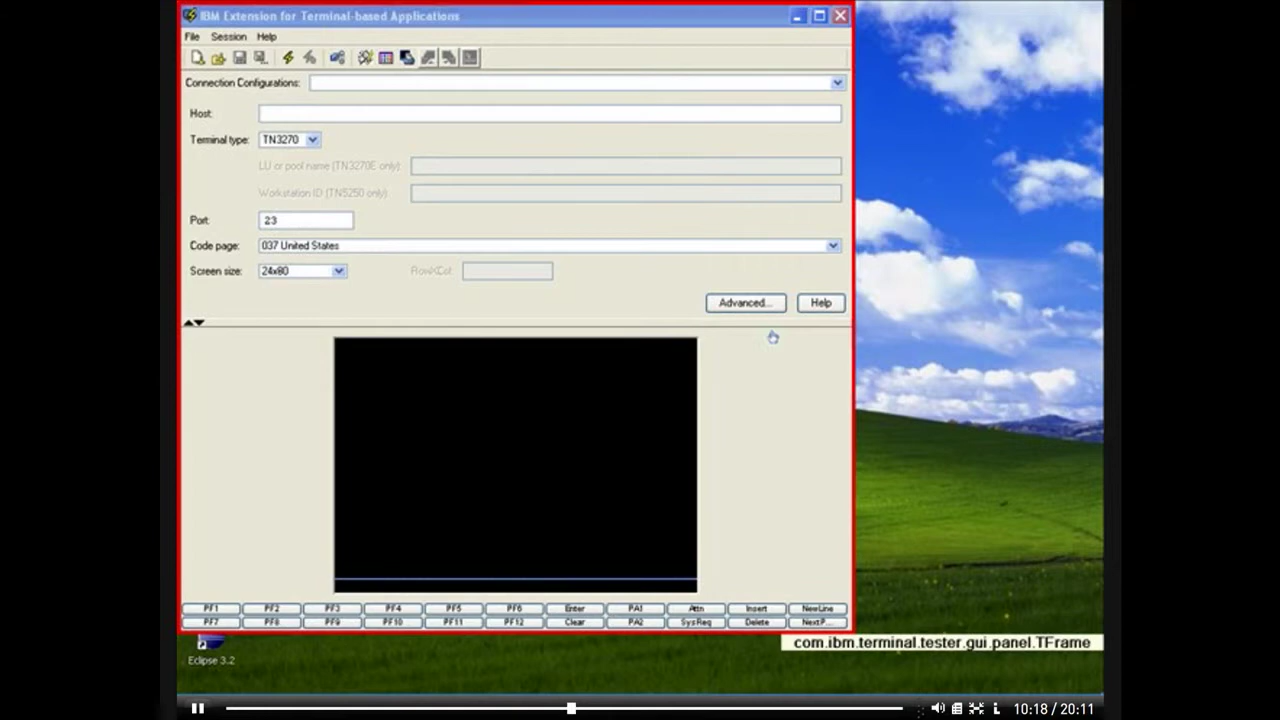 IBM Extension for Terminal-based Applications
File Session Help
Connection Configurations:
Host:
Terminal type: TN3270
LU or pool name (TN3270E only):
Workstation ID (TN5250 only):
Port: 23
Code page: 037 United States
Screen size: 24x80 RowXCol:
Advanced... Help
PF1 PF2 PF3 PF4 PF5 PF6 Enter PA1 Attn Insert NewLine
PF7 PF8 PF9 PF10 PF11 PF12 Clear PA2 SysReq Delete NextP...
com.ibm.terminal.tester.gui.panel.TFrame
Eclipse 3.2
10:18 / 20:11